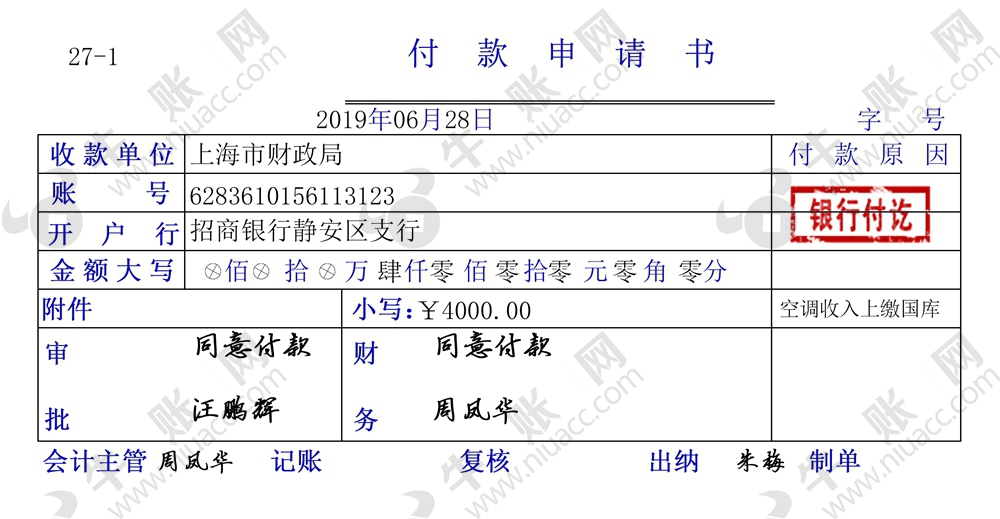 27-1
付款申请书
2019年06月28日 字 号
收款单位 上海市财政局 付款原因
账 号 6283610156113123
银行付讫
开户行 招商银行静安区支行
金额大写 ⊗佰⊗拾⊗万肆仟零佰零拾零元零角零分
附件 小写:￥4000.00 空调收入上缴国库
审批 同意付款 财务 同意付款
汪鹏辉 周凤华
会计主管 周凤华 记账 复核 出纳 朱梅 制单
牛账网
www.niuacc.com